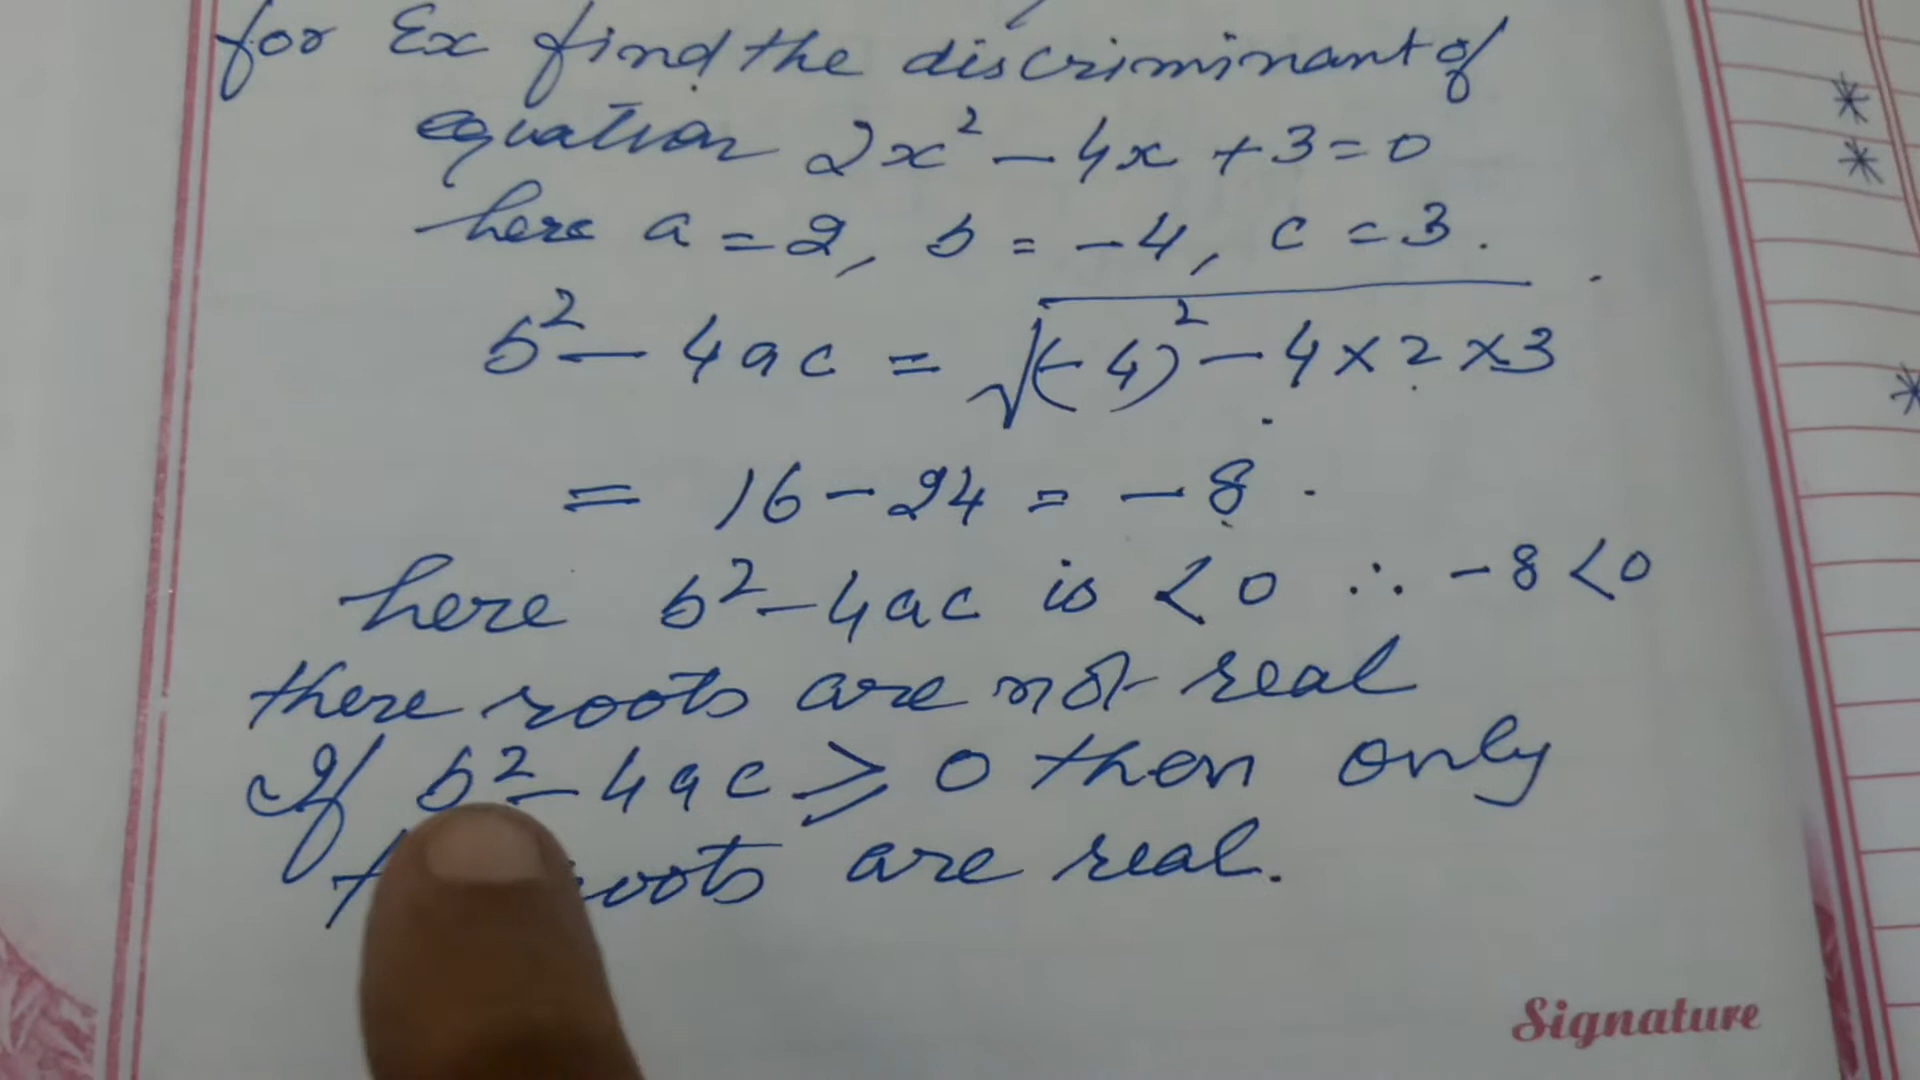 for Ex find the discriminant of
equation 2x² - 4x + 3 = 0
here a = 2, b = -4, c = 3.
b² - 4ac = √(-4)² - 4 × 2 × 3
= 16 - 24 = -8.
here b² - 4ac is < 0 ∴ -8 < 0
there roots are not real
If b² - 4ac ≥ 0 then only
roots are real.
Signature